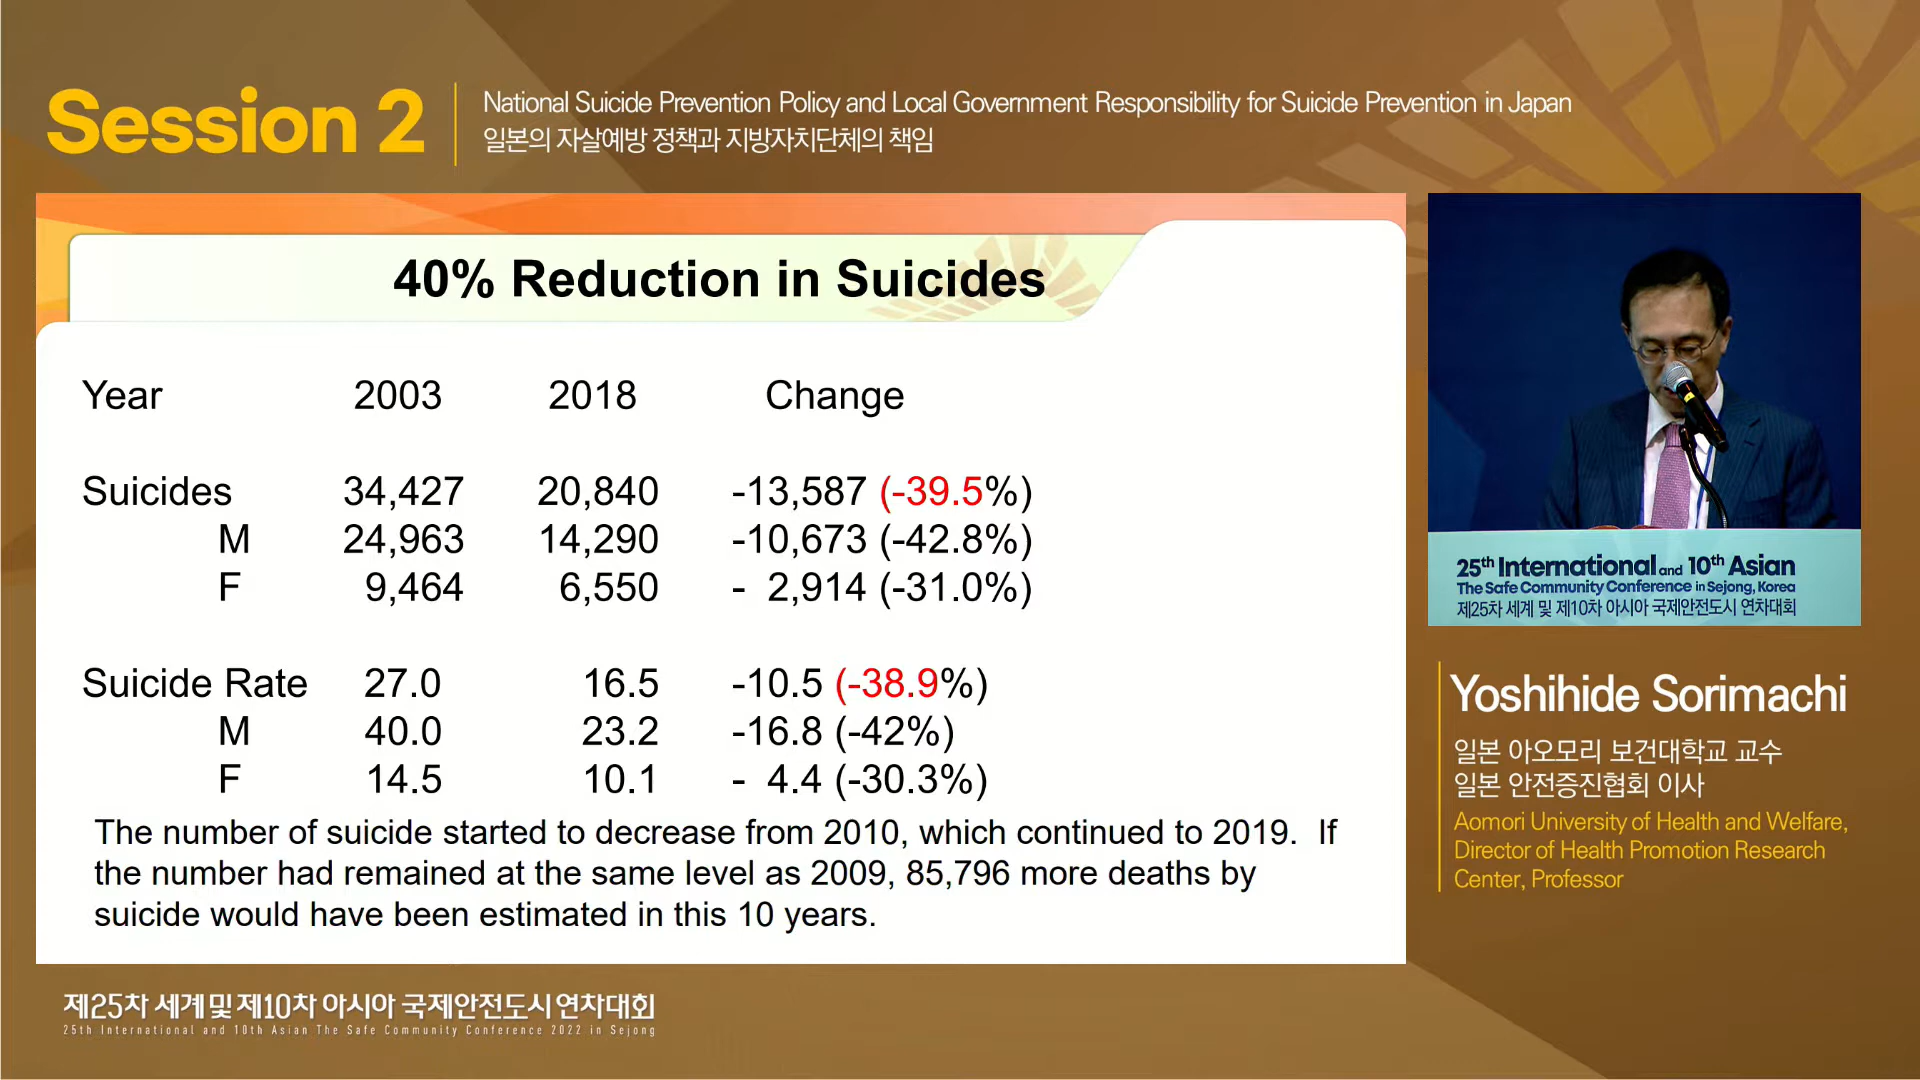 Session 2
National Suicide Prevention Policy and Local Government Responsibility for Suicide Prevention in Japan
일본의 자살예방 정책과 지방자치단체의 책임
40% Reduction in Suicides
Year 2003 2018 Change
Suicides 34,427 20,840 -13,587 (-39.5%)
M 24,963 14,290 -10,673 (-42.8%)
F 9,464 6,550 - 2,914 (-31.0%)
Suicide Rate 27.0 16.5 -10.5 (-38.9%)
M 40.0 23.2 -16.8 (-42%)
F 14.5 10.1 - 4.4 (-30.3%)
The number of suicide started to decrease from 2010, which continued to 2019. If
the number had remained at the same level as 2009, 85,796 more deaths by
suicide would have been estimated in this 10 years.
25th International and 10th Asian
The Safe Community Conference in Sejong, Korea
제25차 세계 및 제10차 아시아 국제안전도시 연차대회
Yoshihide Sorimachi
일본 아오모리 보건대학교 교수
일본 안전증진협회 이사
Aomori University of Health and Welfare,
Director of Health Promotion Research
Center, Professor
제25차 세계 및 제10차 아시아 국제안전도시 연차대회
25th International and 10th Asian The Safe Community Conference 2022 in Sejong